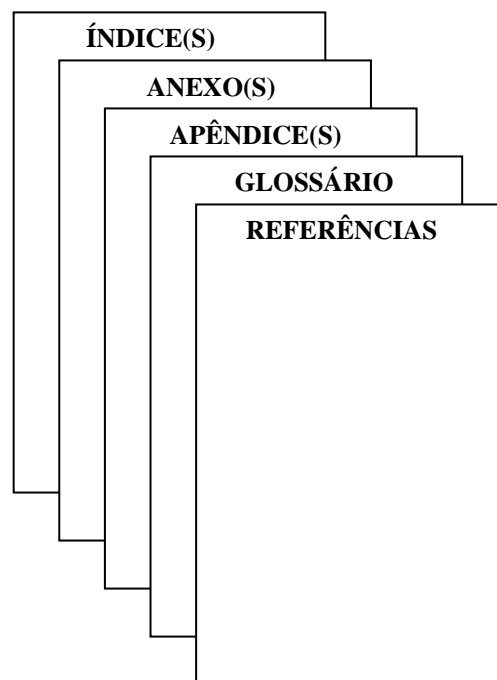 ÍNDICE(S)
ANEXO(S)
APÊNDICE(S)
GLOSSÁRIO
REFERÊNCIAS